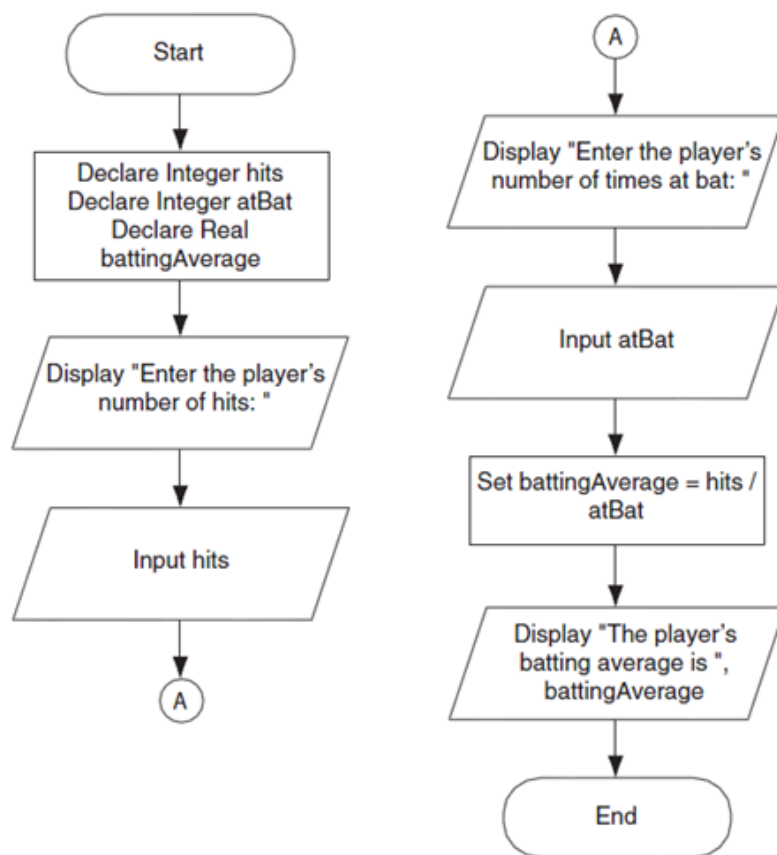 Start
Declare Integer hits
Declare Integer atBat
Declare Real
battingAverage
Display "Enter the player’s
number of hits: "
Input hits
A
A
Display "Enter the player’s
number of times at bat: "
Input atBat
Set battingAverage = hits /
atBat
Display "The player’s
batting average is ",
battingAverage
End